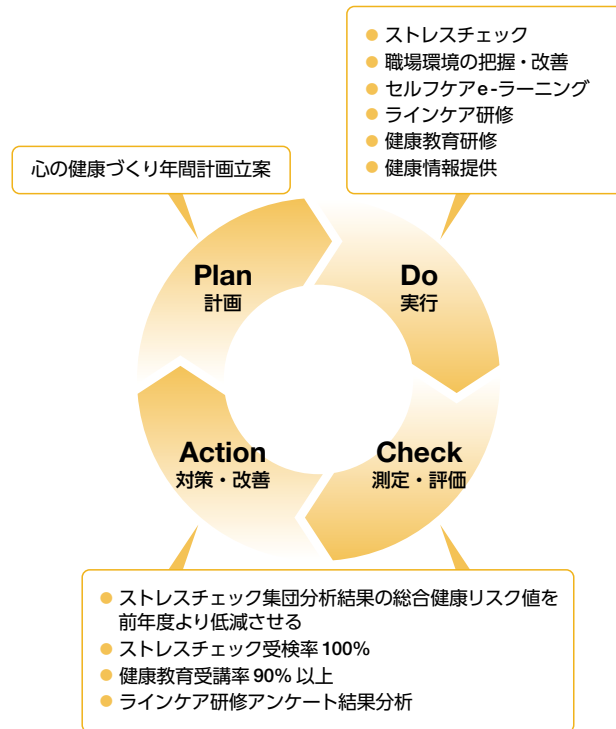 ● ストレスチェック
● 職場環境の把握・改善
● セルフケアe-ラーニング
● ラインケア研修
● 健康教育研修
● 健康情報提供
心の健康づくり年間計画立案
Plan
計画
Do
実行
Action
対策・改善
Check
測定・評価
● ストレスチェック集団分析結果の総合健康リスク値を
前年度より低減させる
● ストレスチェック受検率100%
● 健康教育受講率90%以上
● ラインケア研修アンケート結果分析